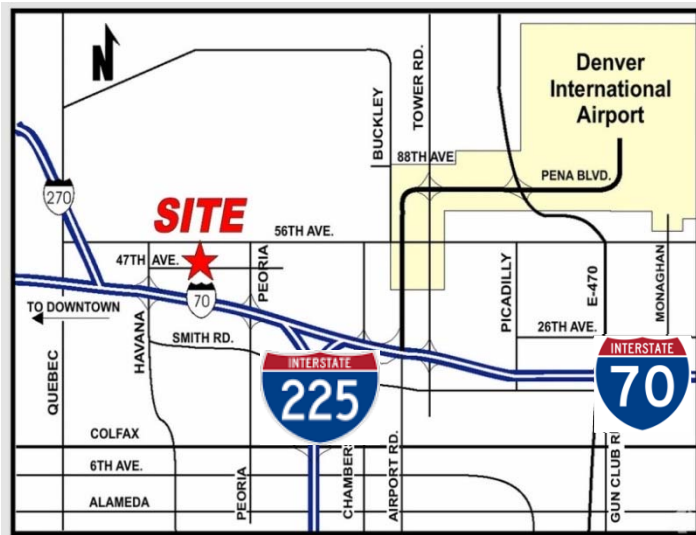 N
Denver
International
Airport
BUCKLEY
TOWER RD.
88TH AVE
PENA BLVD.
270
SITE
56TH AVE.
47TH AVE.
PEORIA
70
TO DOWNTOWN
HAVANA
SMITH RD.
QUEBEC
PICADILLY
E-470
MONAGHAN
26TH AVE.
INTERSTATE
225
INTERSTATE
70
COLFAX
6TH AVE.
ALAMEDA
PEORIA
AIRPORT RD.
GUN CLUB